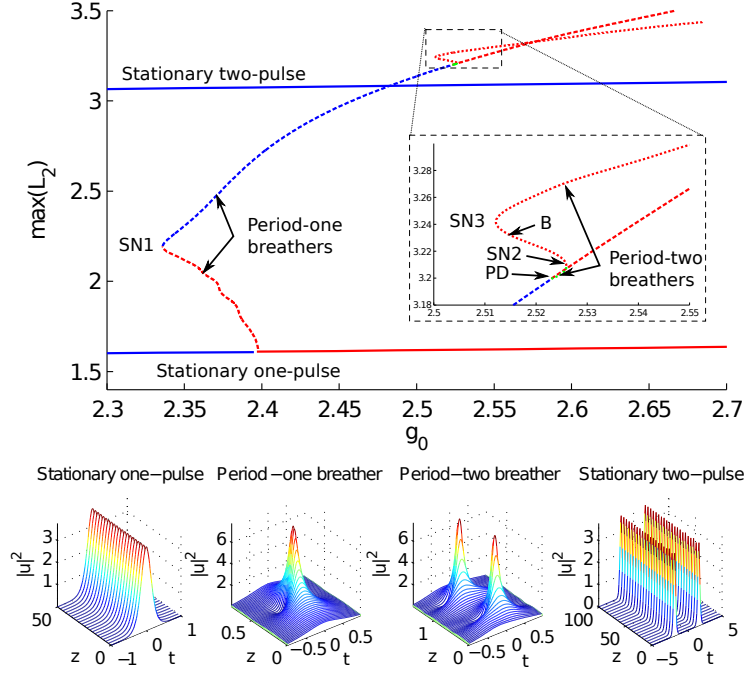 3.5
3
2.5
2
1.5
max(L2)
Stationary two-pulse
SN1
Period-one
breathers
Stationary one-pulse
3.28
3.26
3.24
3.22
3.2
3.18
SN3
B
SN2
PD
Period-two
breathers
2.5 2.51 2.52 2.53 2.54 2.55
2.3 2.35 2.4 2.45 2.5 2.55 2.6 2.65 2.7
g0
Stationary one−pulse Period−one breather Period−two breather Stationary two−pulse
|u|2
3
2
1
50
0
z
−1
0
1
t
|u|2
6
4
2
0.5
0
z
−0.5
0
0.5
t
|u|2
6
4
2
1
0
z
−0.5
0
0.5
t
|u|2
3
2
1
0
100
50
0
z
−5
0
5
t